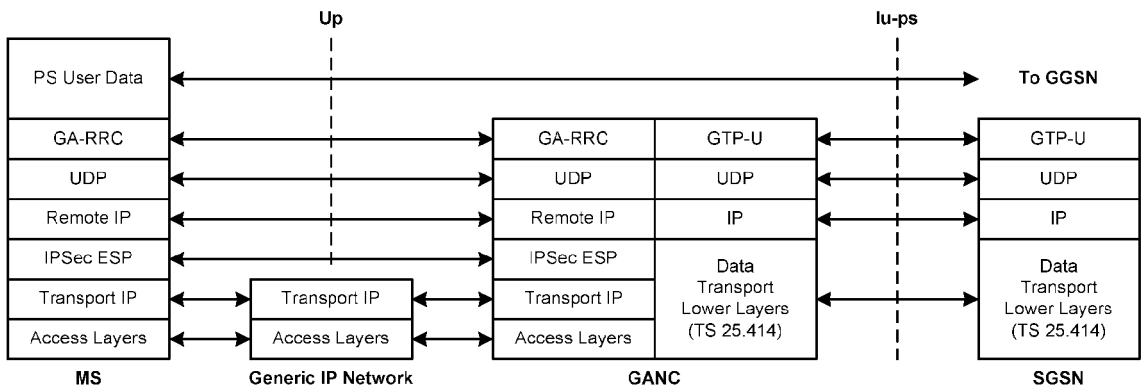 Up
Iu-ps
PS User Data
To GGSN
GA-RRC
GA-RRC
GTP-U
GTP-U
UDP
UDP
UDP
UDP
Remote IP
Remote IP
IP
IP
IPSec ESP
IPSec ESP
Data
Transport
Lower Layers
(TS 25.414)
Data
Transport
Lower Layers
(TS 25.414)
Transport IP
Transport IP
Transport IP
Access Layers
Access Layers
Access Layers
MS
Generic IP Network
GANC
SGSN